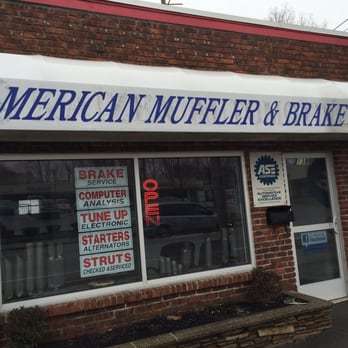 MERICAN MUFFLER & BRAKE
BRAKE
SERVICE
COMPUTER
ANALYSIS
TUNE UP
ELECTRONIC
STARTERS
ALTERNATORS
STRUTS
CHECKED & SERVICED
OPEN
ASE